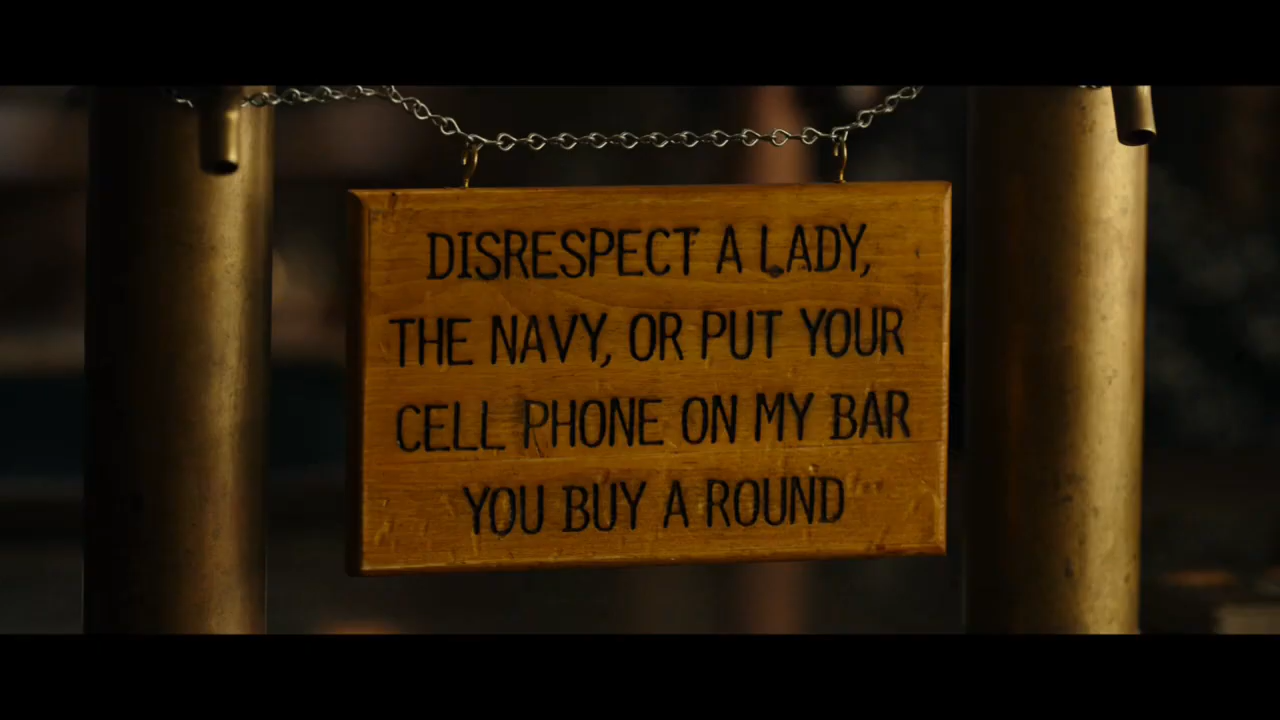 DISRESPECT A LADY,
THE NAVY, OR PUT YOUR
CELL PHONE ON MY BAR
YOU BUY A ROUND